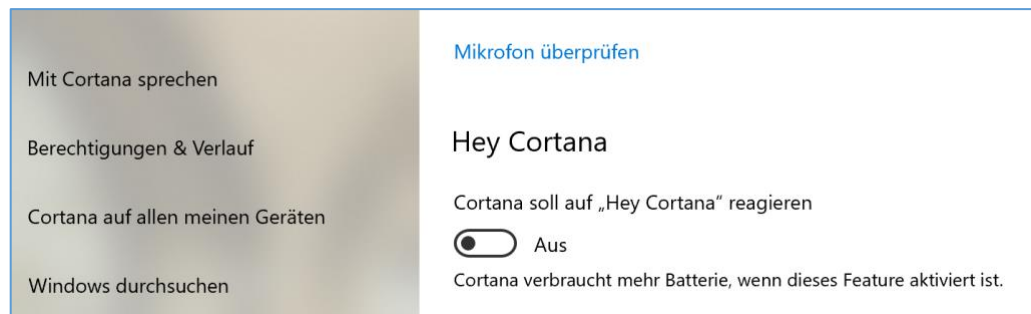 Mit Cortana sprechen
Berechtigungen & Verlauf
Cortana auf allen meinen Geräten
Windows durchsuchen
Mikrofon überprüfen
Hey Cortana
Cortana soll auf „Hey Cortana“ reagieren
Aus
Cortana verbraucht mehr Batterie, wenn dieses Feature aktiviert ist.